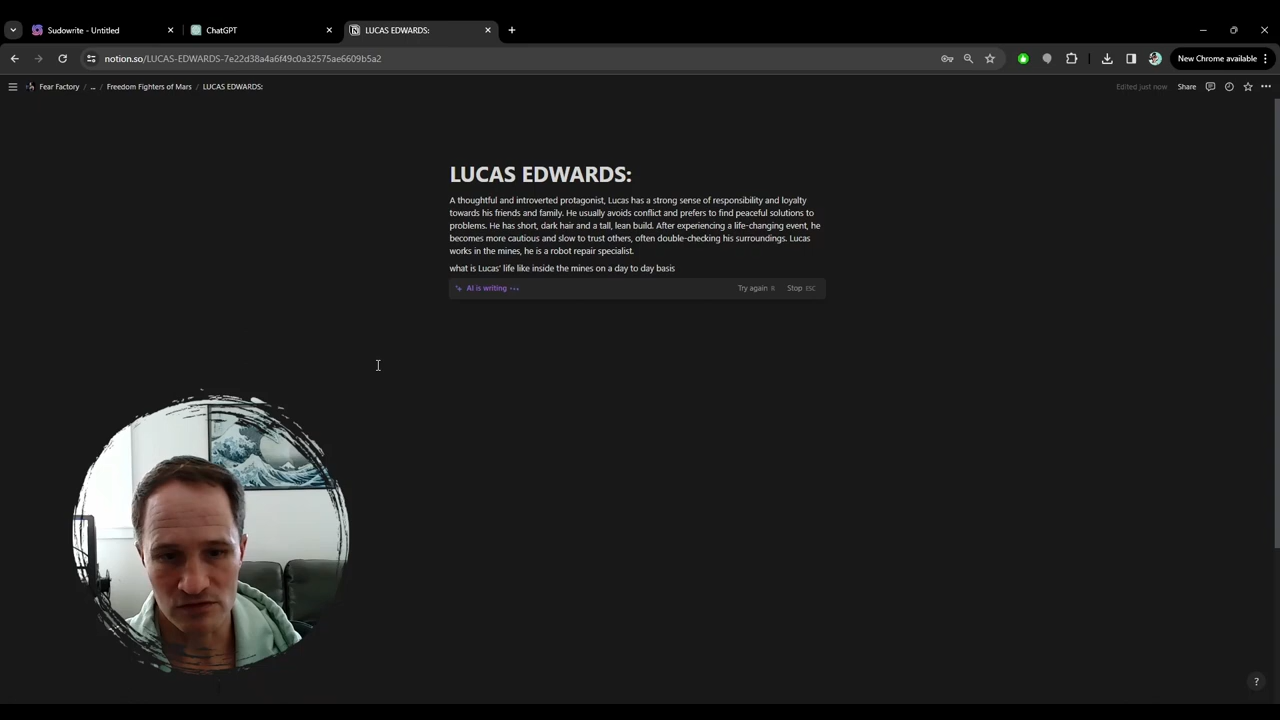 Sudowrite - Untitled
ChatGPT
LUCAS EDWARDS:
notion.so/LUCAS-EDWARDS-7e22d38a4a6f49c0a32575ae6609b5a2
New Chrome available
Fear Factory / ... / Freedom Fighters of Mars / LUCAS EDWARDS:
Edited just now
Share
LUCAS EDWARDS:
A thoughtful and introverted protagonist, Lucas has a strong sense of responsibility and loyalty
towards his friends and family. He usually avoids conflict and prefers to find peaceful solutions to
problems. He has short, dark hair and a tall, lean build. After experiencing a life-changing event, he
becomes more cautious and slow to trust others, often double-checking his surroundings. Lucas
works in the mines, he is a robot repair specialist.
what is Lucas' life like inside the mines on a day to day basis
AI is writing
Try again
Stop ESC
?